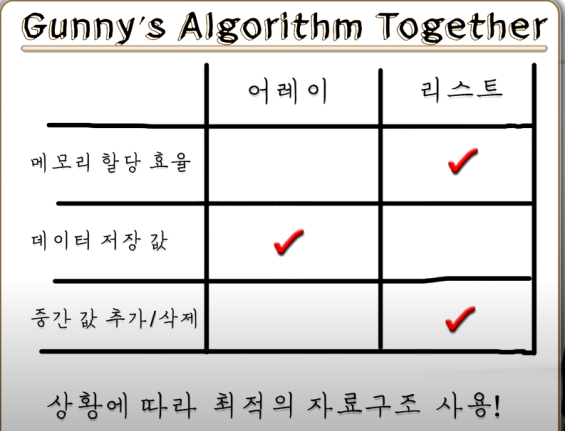 Gunny's Algorithm Together
어레이 리스트
메모리 할당 효율
데이터 저장 값
중간 값 추가/삭제
상황에 따라 최적의 자료구조 사용!